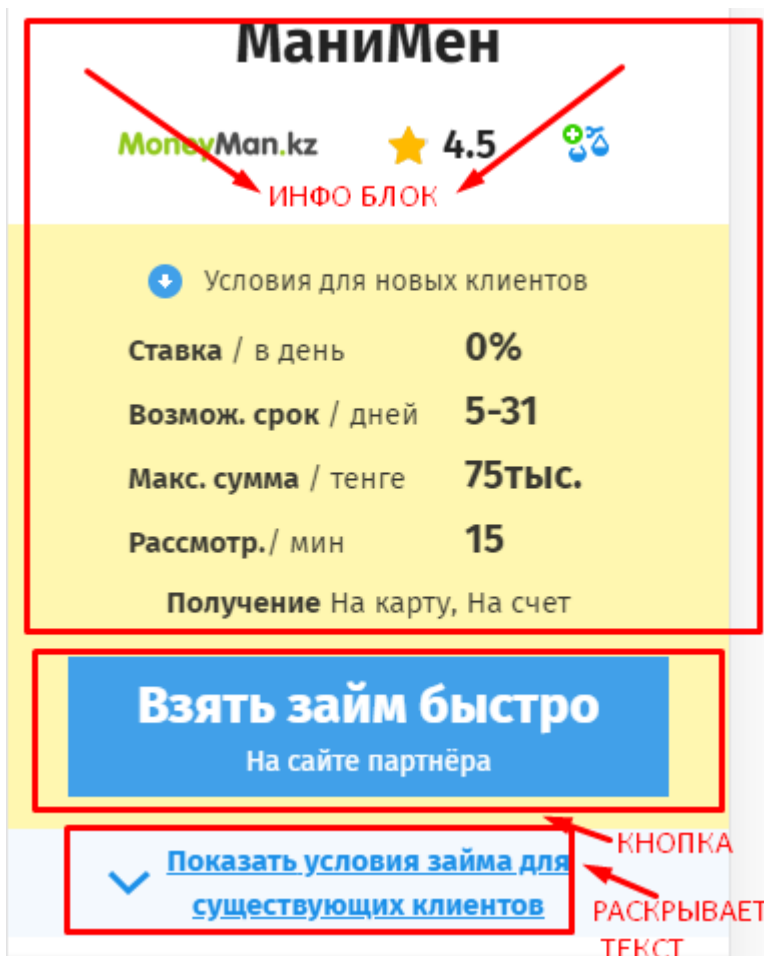 МаниМен
MoneyMan.kz 4.5
ИНФО БЛОК
Условия для новых клиентов
Ставка / в день 0%
Возмож. срок / дней 5-31
Макс. сумма / тенге 75тыс.
Рассмотр./ мин 15
Получение На карту, На счет
Взять займ быстро
На сайте партнёра
КНОПКА
Показать условия займа для
существующих клиентов
РАСКРЫВАЕТ
ТЕКСТ